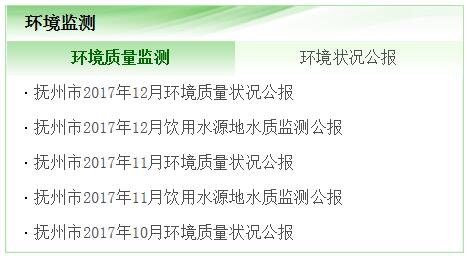 环境监测
环境质量监测 环境状况公报
· 抚州市2017年12月环境质量状况公报
· 抚州市2017年12月饮用水源地水质监测公报
· 抚州市2017年11月环境质量状况公报
· 抚州市2017年11月饮用水源地水质监测公报
· 抚州市2017年10月环境质量状况公报